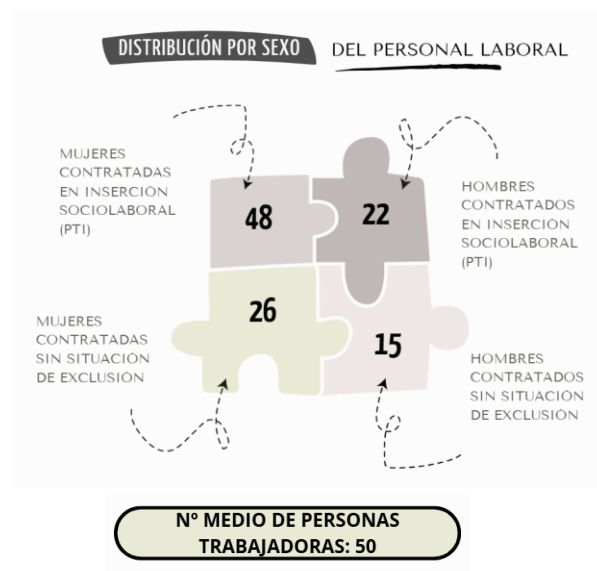 DISTRIBUCIÓN POR SEXO DEL PERSONAL LABORAL
MUJERES
CONTRATADAS
EN INSERCIÓN
SOCIOLABORAL
(PTI)
48
22
HOMBRES
CONTRATADOS
EN INSERCIÓN
SOCIOLABORAL
(PTI)
MUJERES
CONTRATADAS
SIN SITUACIÓN
DE EXCLUSIÓN
26
15
HOMBRES
CONTRATADOS
SIN SITUACIÓN
DE EXCLUSIÓN
Nº MEDIO DE PERSONAS
TRABAJADORAS: 50